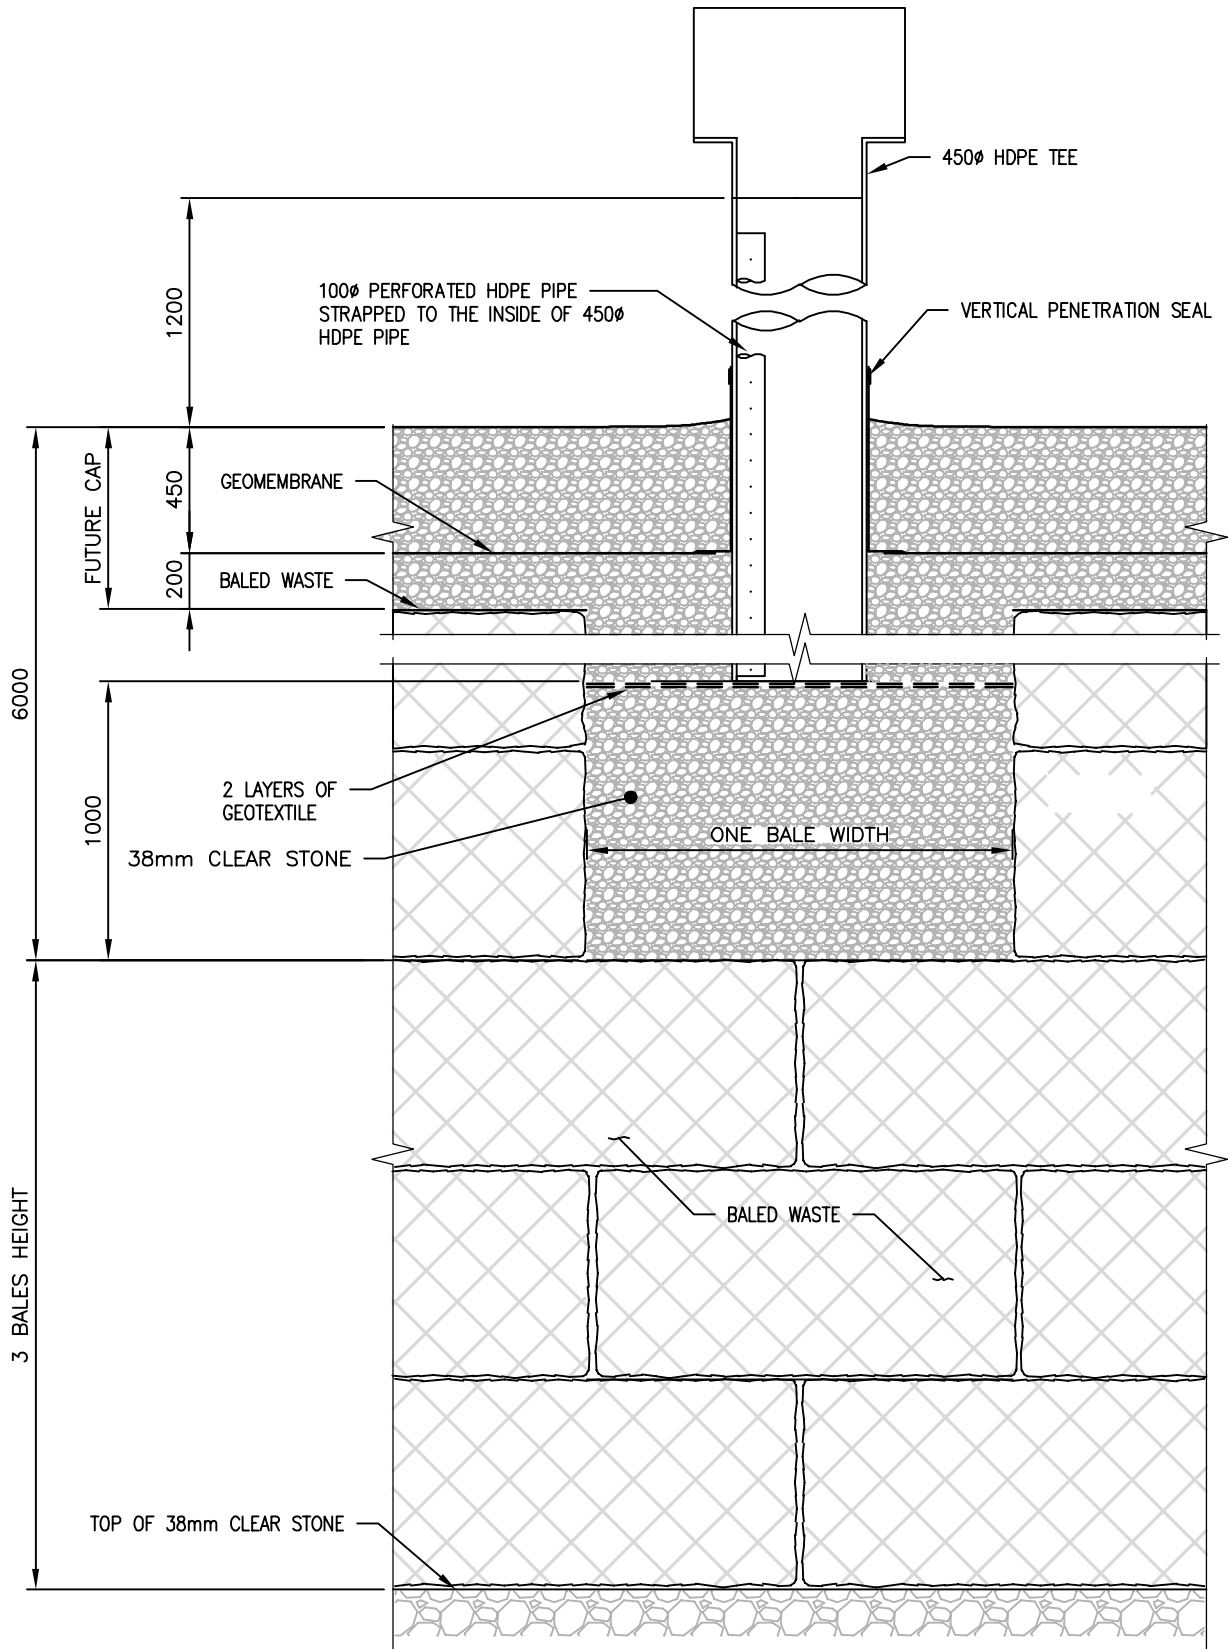 450ø HDPE TEE
1200
100ø PERFORATED HDPE PIPE
STRAPPED TO THE INSIDE OF 450ø
HDPE PIPE
VERTICAL PENETRATION SEAL
FUTURE CAP
450
GEOMEMBRANE
200
BALED WASTE
6000
1000
2 LAYERS OF
GEOTEXTILE
38mm CLEAR STONE
ONE BALE WIDTH
3 BALES HEIGHT
BALED WASTE
TOP OF 38mm CLEAR STONE